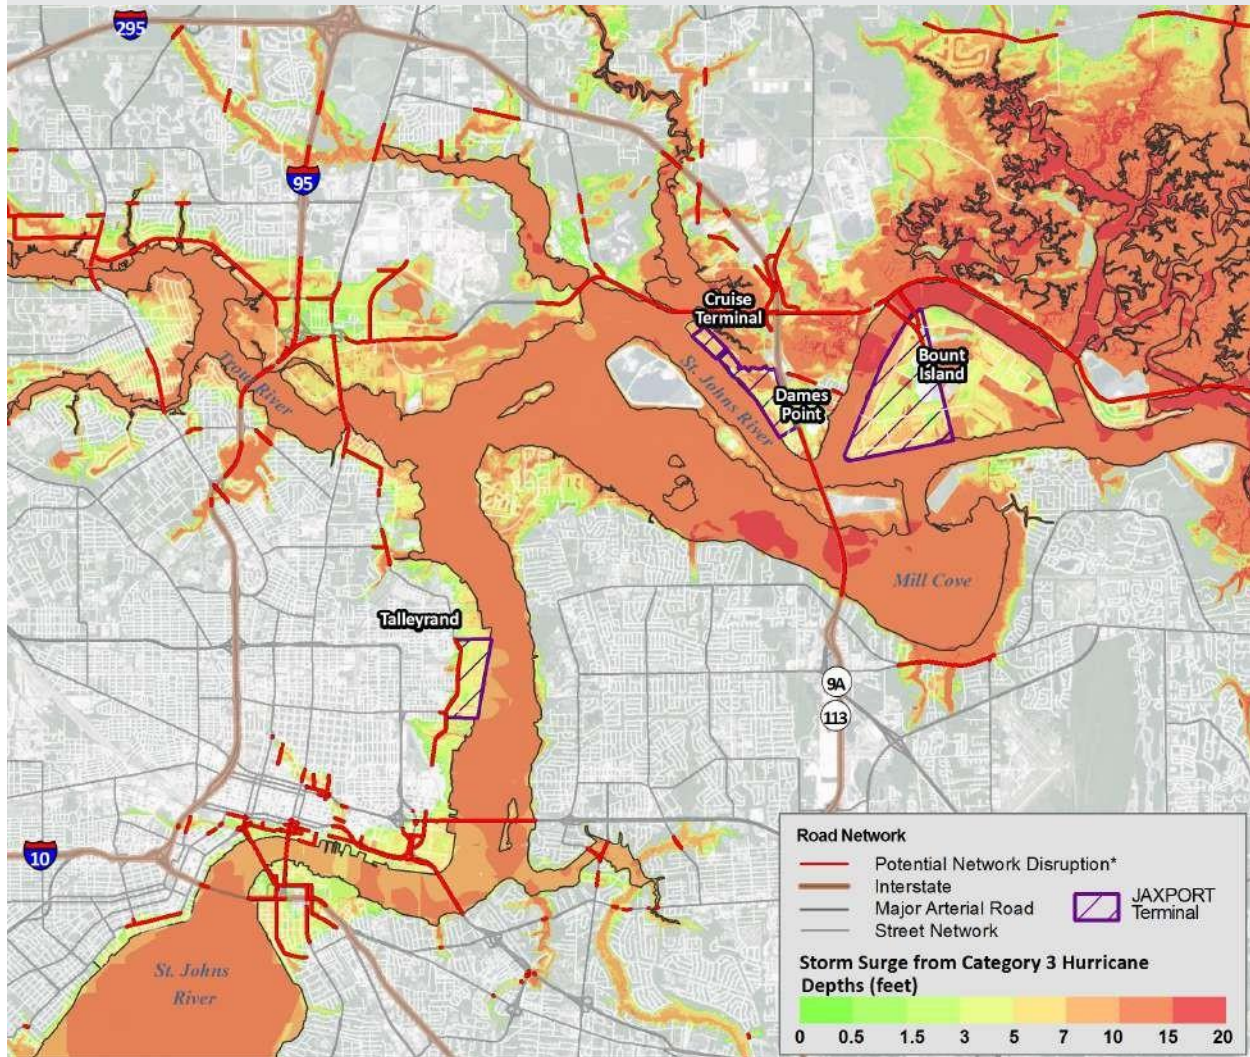 295
95
Cruise
Terminal
Bount
Island
Trout River
St. Johns River
Dames
Point
Mill Cove
Talleyrand
9A
113
10
St. Johns
River
Road Network
Potential Network Disruption*
Interstate
Major Arterial Road
Street Network
JAXPORT
Terminal
Storm Surge from Category 3 Hurricane
Depths (feet)
0 0.5 1.5 3 5 7 10 15 20